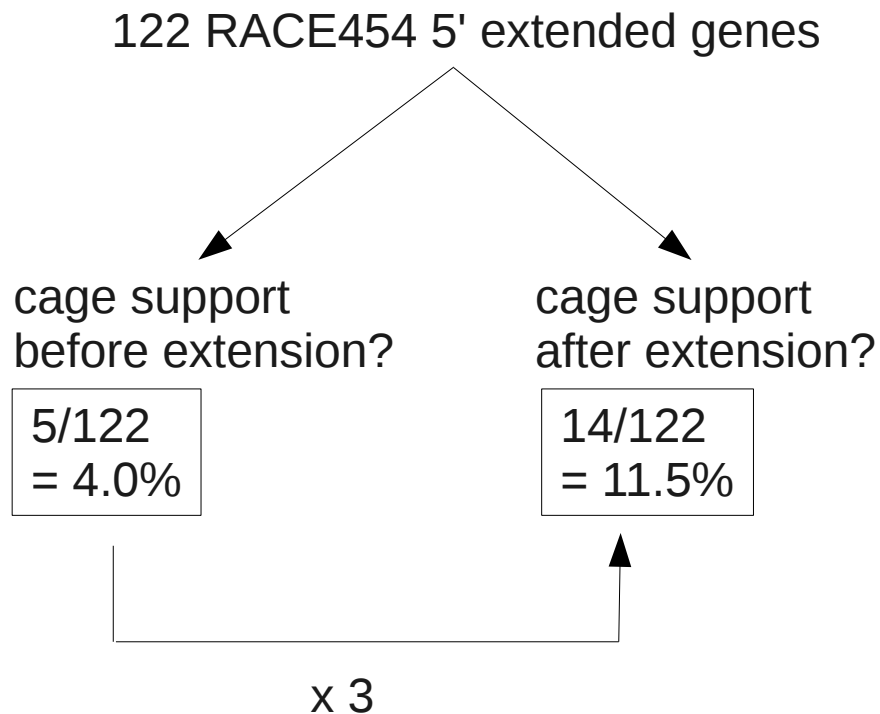 122 RACE454 5' extended genes
cage support
before extension?
5/122
= 4.0%
cage support
after extension?
14/122
= 11.5%
x 3